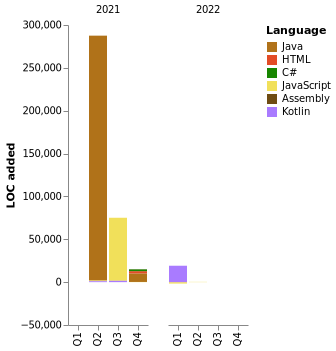 2021 2022
Language
Java
HTML
C#
JavaScript
Assembly
Kotlin
LOC added
300,000
250,000
200,000
150,000
100,000
50,000
0
−50,000
Q1 Q2 Q3 Q4 Q1 Q2 Q3 Q4